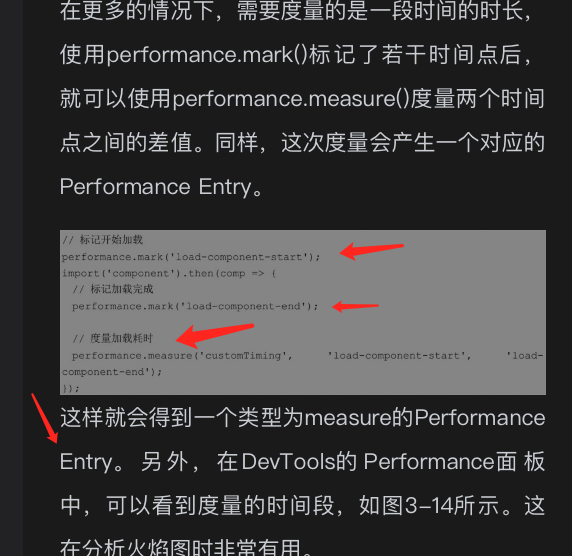 在更多的情况下，需要度量的是一段时间的时长，
使用performance.mark()标记了若干时间点后，
就可以使用performance.measure()度量两个时间
点之间的差值。同样，这次度量会产生一个对应的
Performance Entry。
// 标记开始加载
performance.mark('load-component-start');
import('component').then(comp => {
// 标记加载完成
performance.mark('load-component-end');
// 度量加载耗时
performance.measure('customTiming', 'load-component-start', 'load-
component-end');
});
这样就会得到一个类型为measure的Performance
Entry。另外，在DevTools的Performance面板
中，可以看到度量的时间段，如图3-14所示。这
在分析火焰图时非常有用。